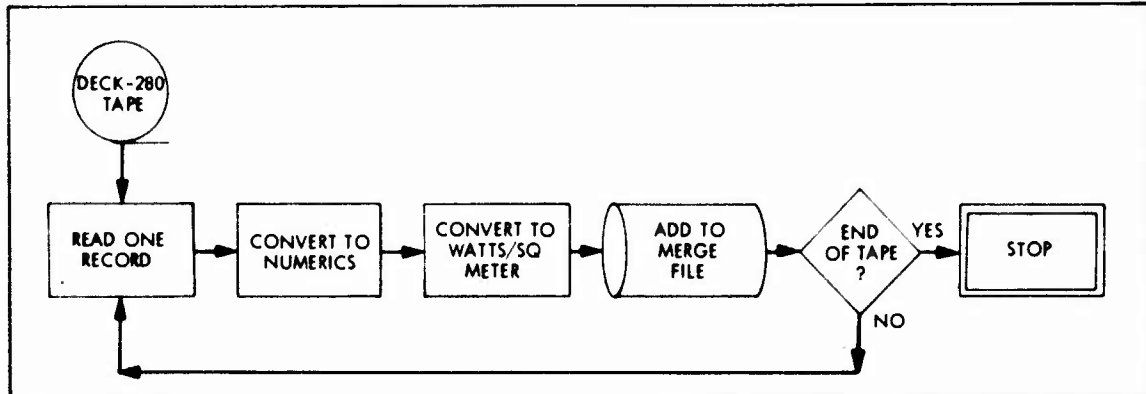 DECK-280
TAPE
READ ONE
RECORD
CONVERT TO
NUMERICS
CONVERT TO
WATTS/SQ
METER
ADD TO
MERGE
FILE
END
OF TAPE
?
YES
NO
STOP